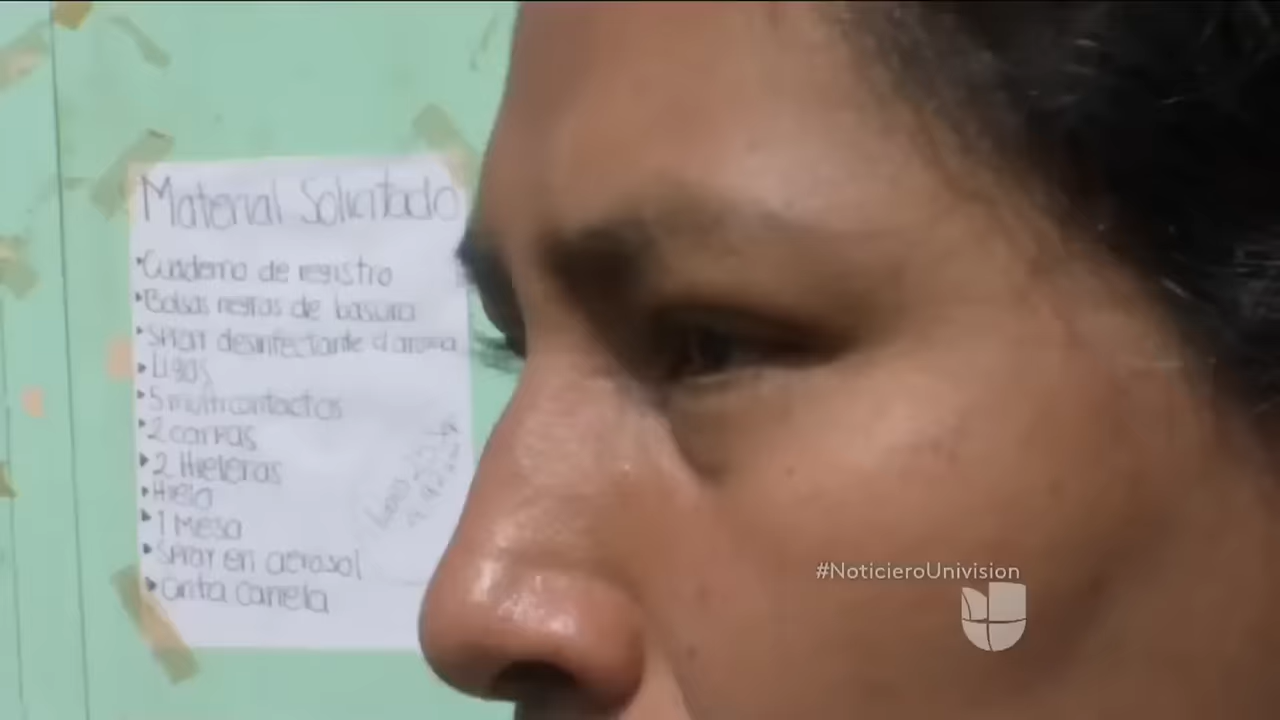 Material Solicitado
•Cuaderno de registro
•Bolsas negras de basura
•Spray desinfectante d aroma
•Ligas
•5 multicontactos
•2 carpas
•2 Hieleras
•Hielo
•1 Mesa
•Spray en aerosol
•Cinta canela
#NoticieroUnivision